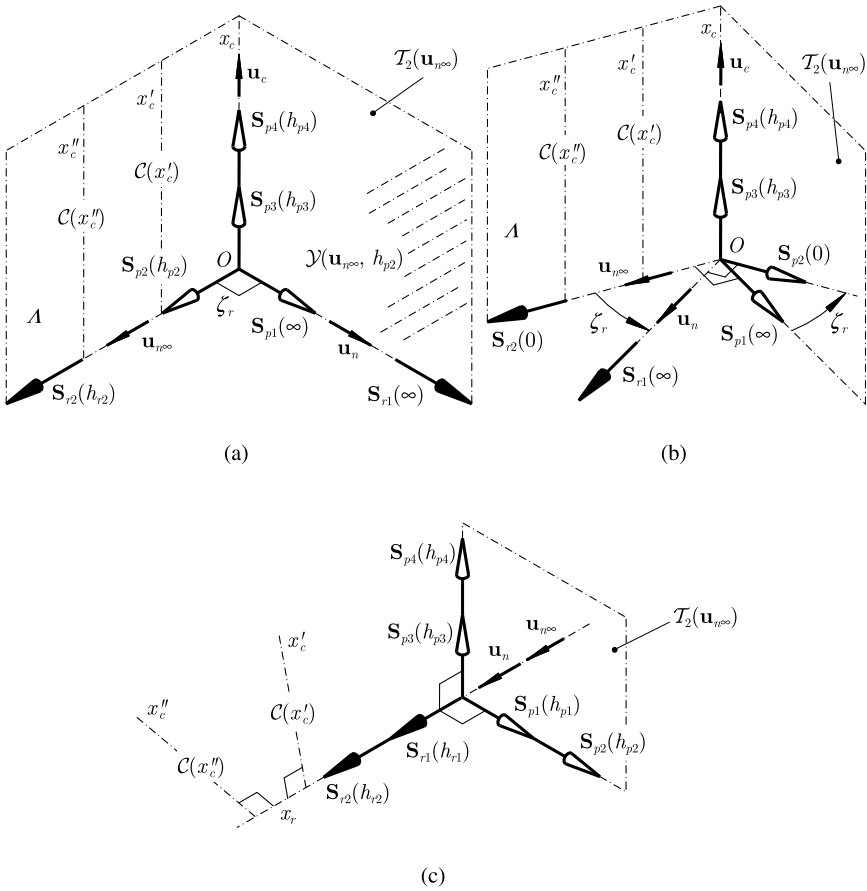 x_c
𝒯_2(u_{n∞})
u_c
x'_c
S_{p4}(h_{p4})
x''_c
𝒞(x'_c)
𝒞(x''_c)
S_{p3}(h_{p3})
O
𝒴(u_{n∞}, h_{p2})
S_{p2}(h_{p2})
ζ_r
S_{p1}(∞)
Λ
u_{n∞}
u_n
S_{r2}(h_{r2})
S_{r1}(∞)
(a)
x_c
𝒯_2(u_{n∞})
x'_c
u_c
x''_c
S_{p4}(h_{p4})
𝒞(x'_c)
𝒞(x''_c)
S_{p3}(h_{p3})
Λ
O
S_{p2}(0)
u_{n∞}
ζ_r
u_n
S_{p1}(∞)
ζ_r
S_{r2}(0)
S_{r1}(∞)
(b)
S_{p4}(h_{p4})
𝒯_2(u_{n∞})
S_{p3}(h_{p3})
u_{n∞}
u_n
x'_c
x''_c
𝒞(x'_c)
S_{p1}(h_{p1})
S_{r1}(h_{r1})
S_{p2}(h_{p2})
𝒞(x''_c)
S_{r2}(h_{r2})
x_r
(c)